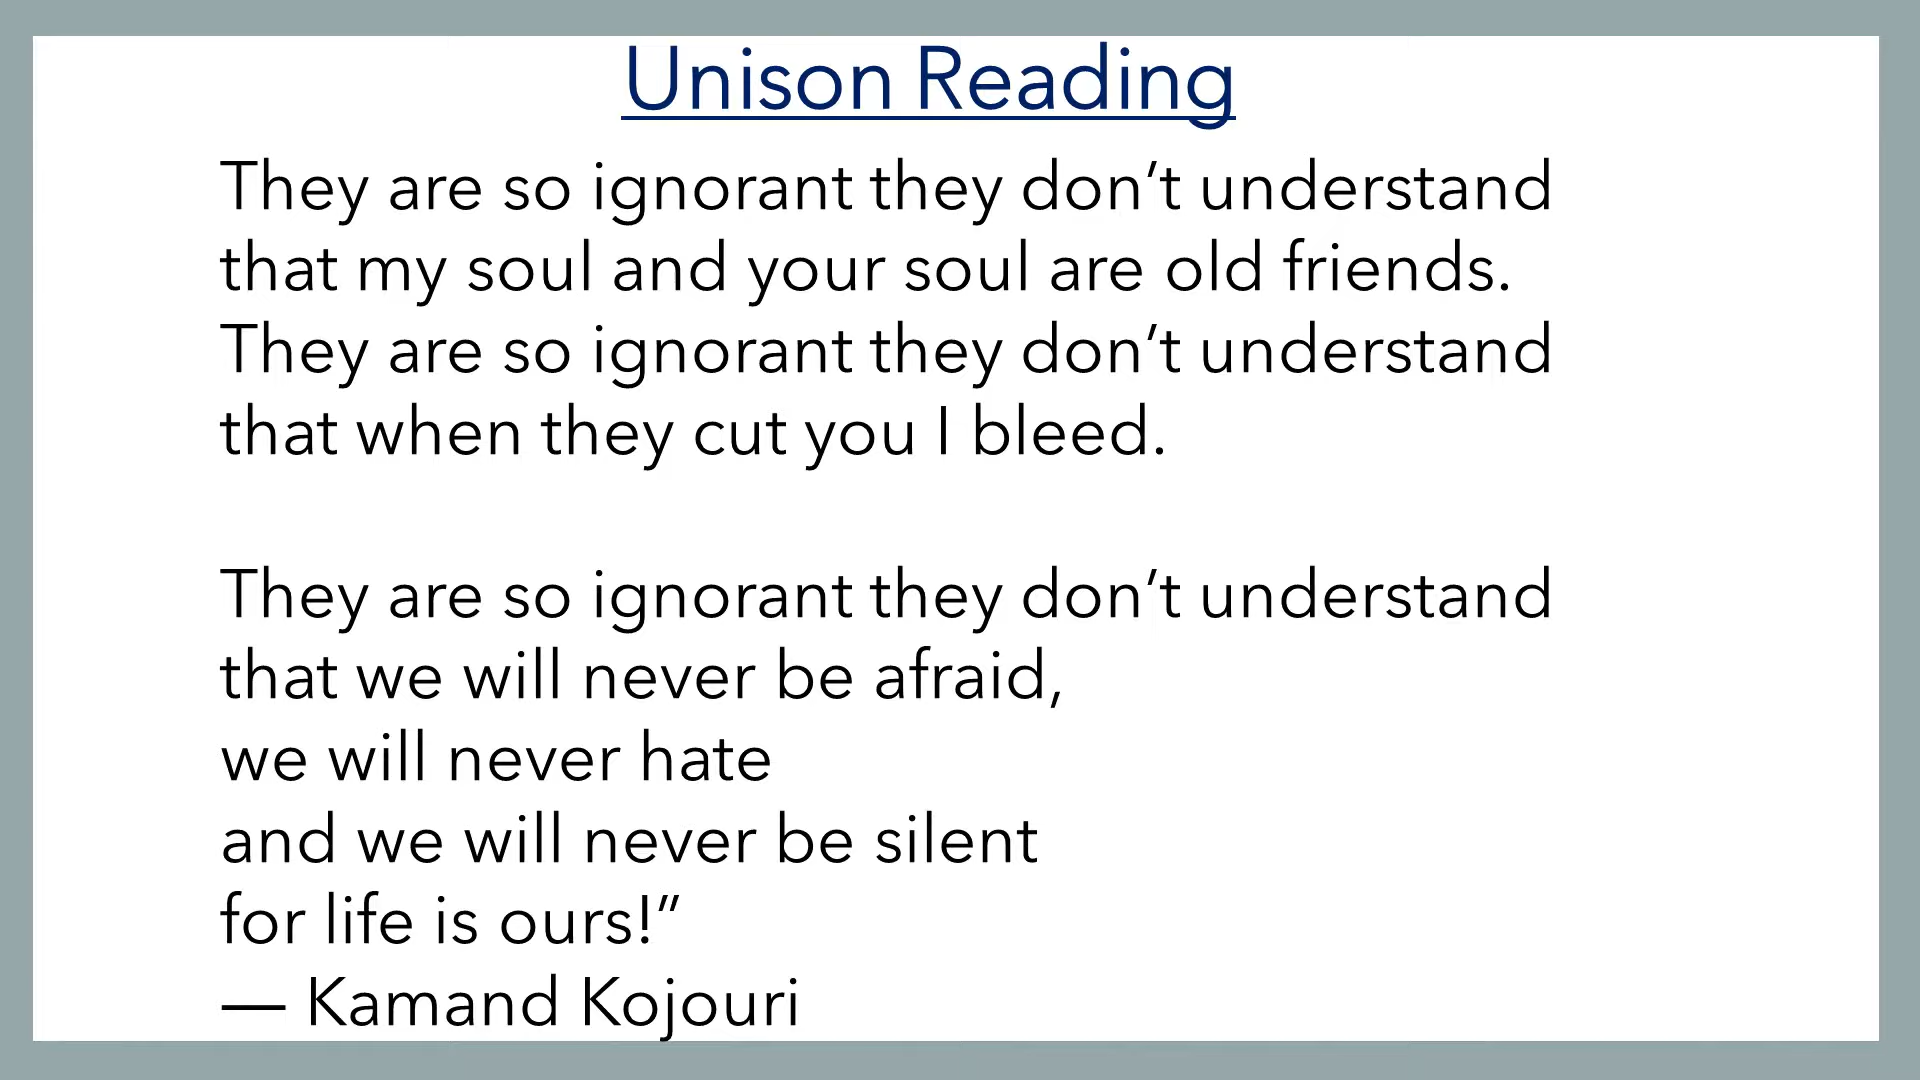 Unison Reading
They are so ignorant they don’t understand
that my soul and your soul are old friends.
They are so ignorant they don’t understand
that when they cut you I bleed.
They are so ignorant they don’t understand
that we will never be afraid,
we will never hate
and we will never be silent
for life is ours!”
— Kamand Kojouri